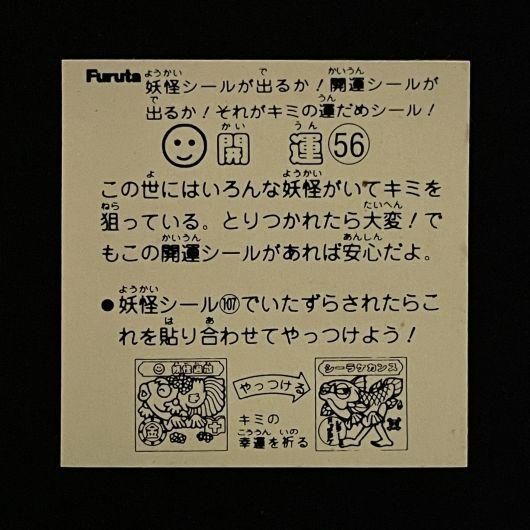 Furuta 妖怪シールが出るか！開運シールが
出るか！それがキミの運だめシール！
開 運 56
この世にはいろんな妖怪がいてキミを
狙っている。とりつかれたら大変！で
もこの開運シールがあれば安心だよ。
●妖怪シール107でいたずらされたらこ
れを貼り合わせてやっつけよう！
やっつける
シーラカンス
キミの
幸運を祈る